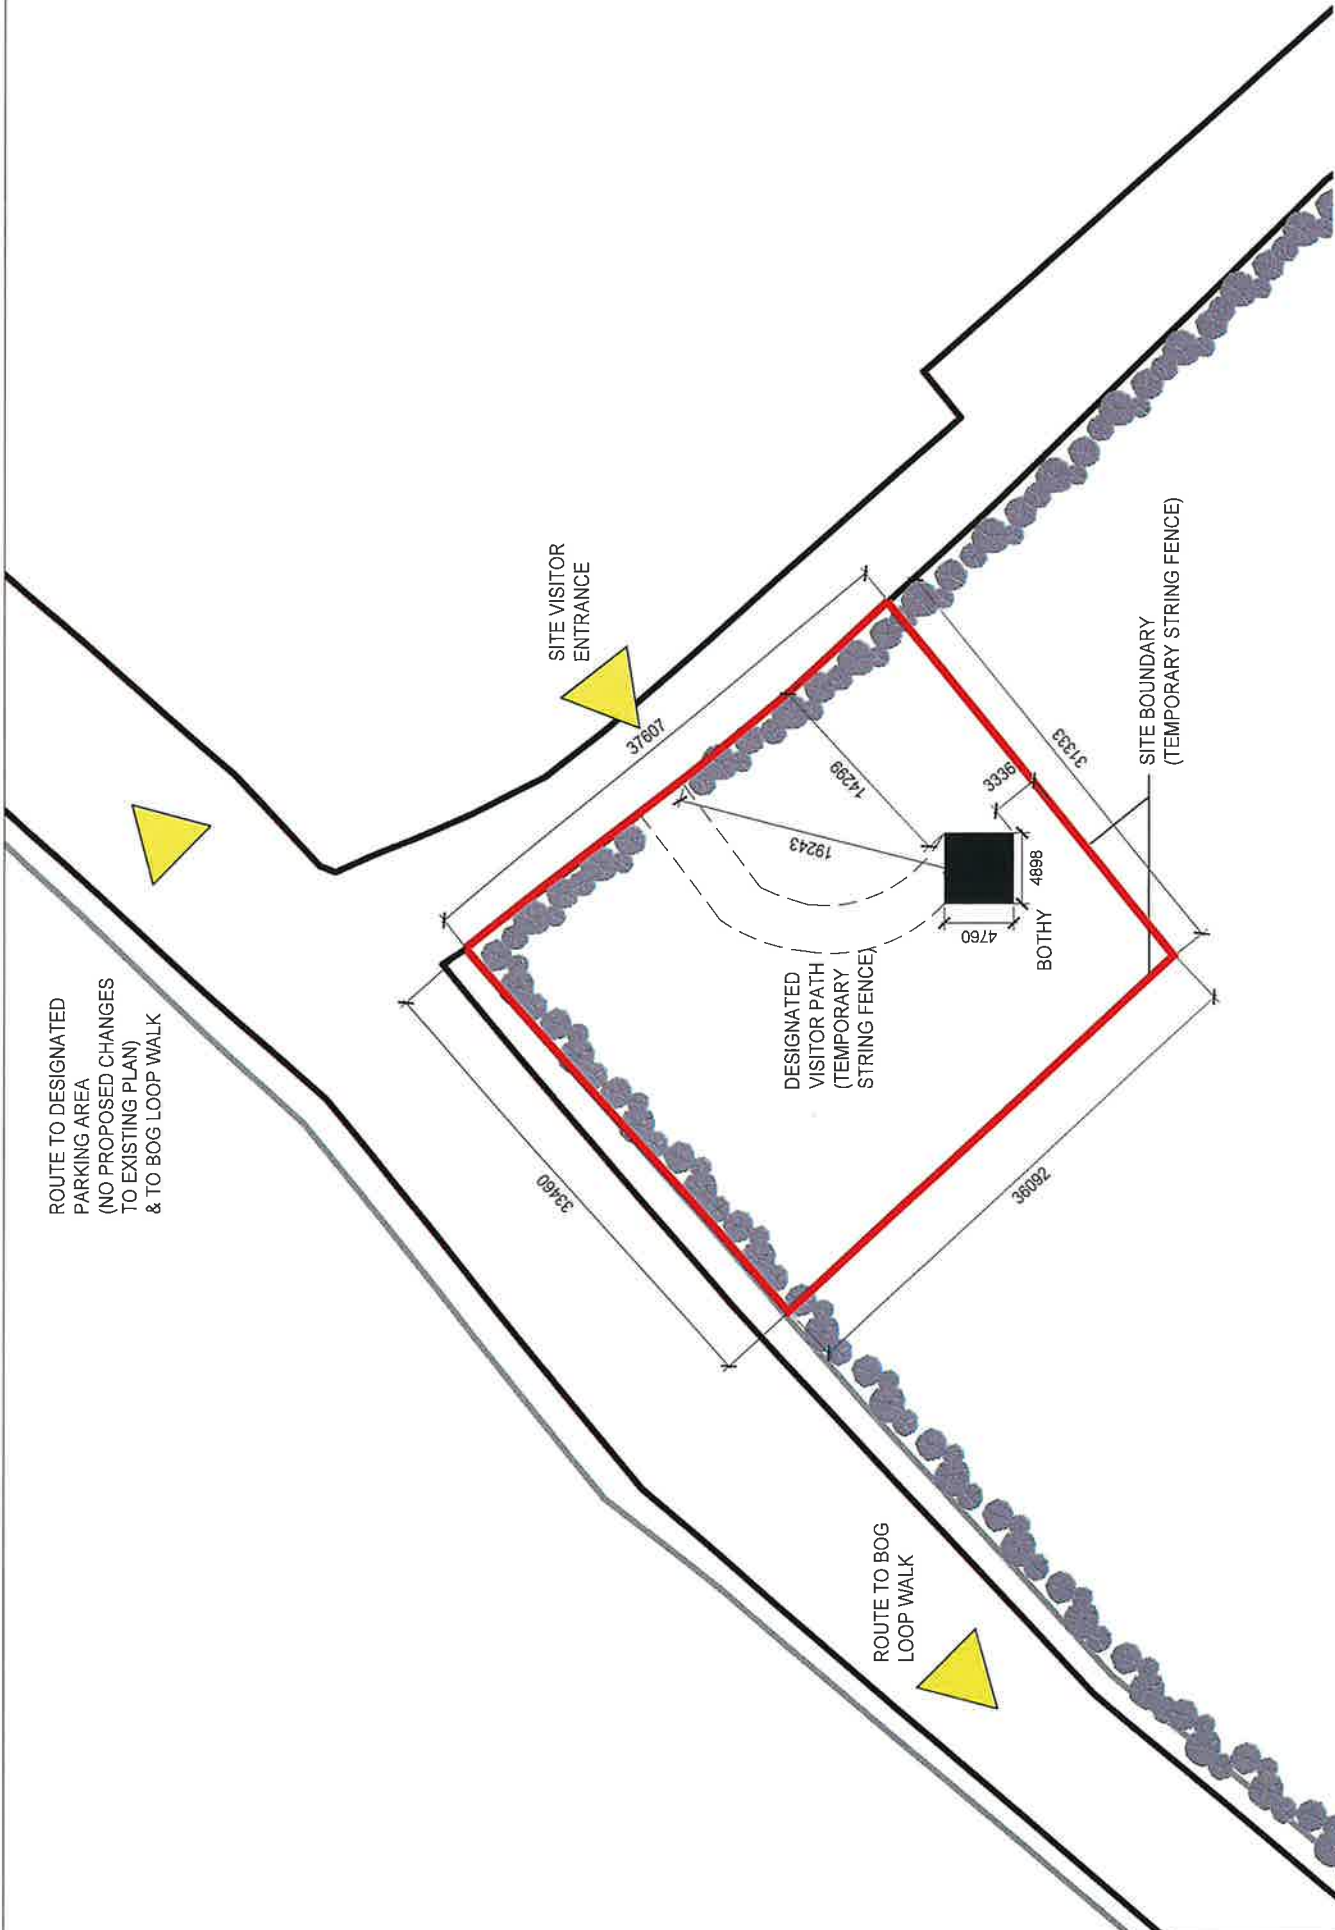 ROUTE TO DESIGNATED
PARKING AREA
(NO PROPOSED CHANGES
TO EXISTING PLAN)
& TO BOG LOOP WALK
SITE VISITOR
ENTRANCE
37607
33460
14299
19243
3336
31333
4898
4760
BOTHY
DESIGNATED
VISITOR PATH
(TEMPORARY
STRING FENCE)
SITE BOUNDARY
(TEMPORARY STRING FENCE)
36092
ROUTE TO BOG
LOOP WALK